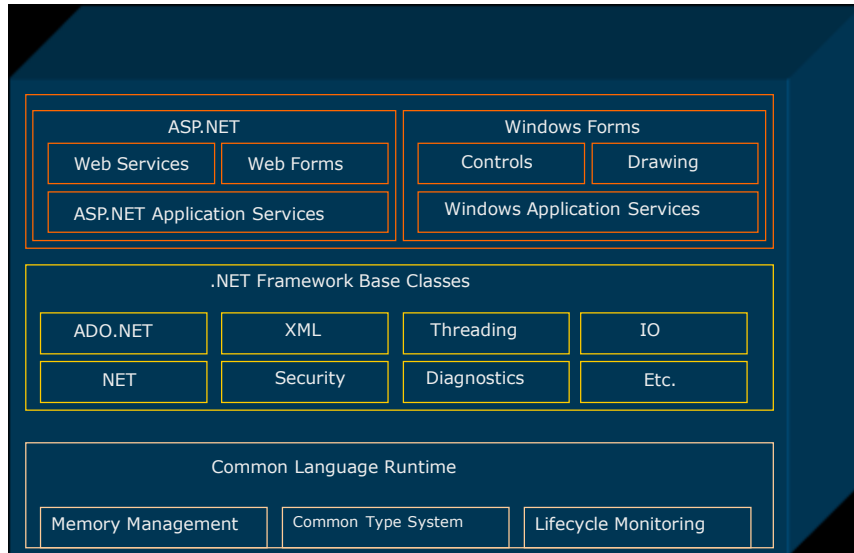 ASP.NET
Windows Forms
Web Services
Web Forms
Controls
Drawing
ASP.NET Application Services
Windows Application Services
.NET Framework Base Classes
ADO.NET
XML
Threading
IO
NET
Security
Diagnostics
Etc.
Common Language Runtime
Memory Management
Common Type System
Lifecycle Monitoring